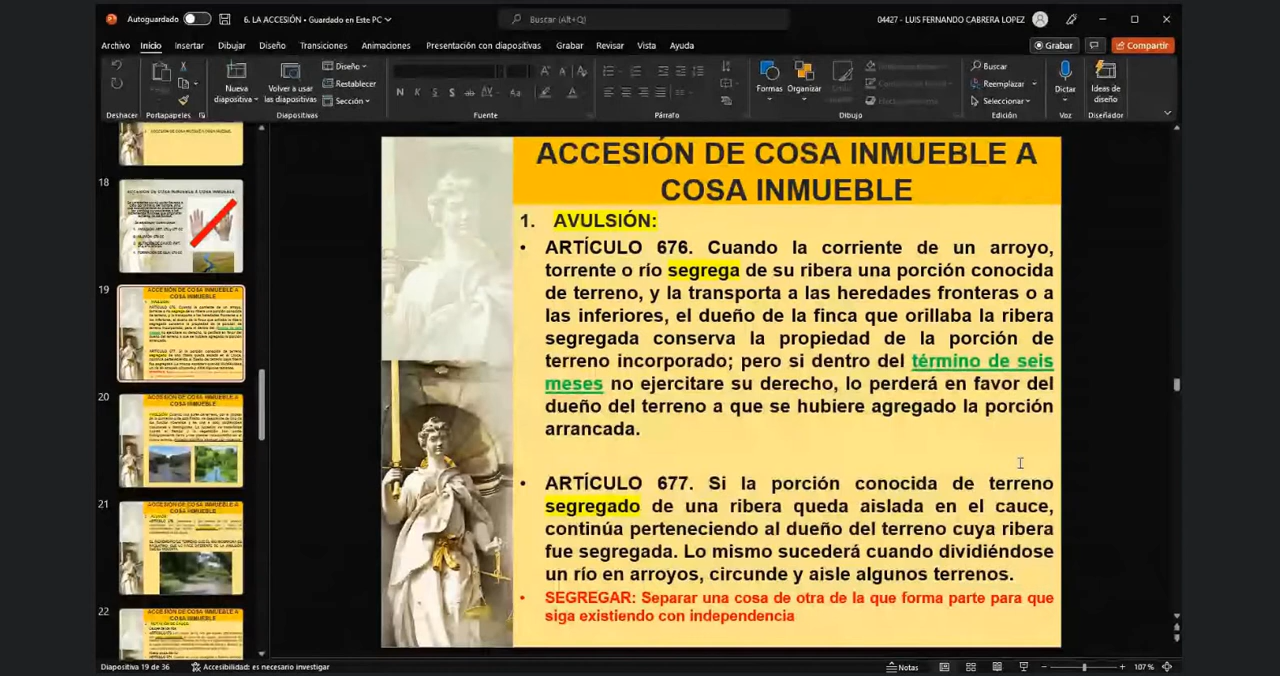 Autoguardado
6. LA ACCESIÓN • Guardado en Este PC
Buscar (Alt+Q)
04427 - LUIS FERNANDO CABRERA LOPEZ
Archivo Inicio Insertar Dibujar Diseño Transiciones Animaciones Presentación con diapositivas Grabar Revisar Vista Ayuda
Grabar Compartir
Nueva diapositiva
Volver a usar las diapositivas
Diseño
Restablecer
Sección
Formas
Organizar
Buscar
Reemplazar
Seleccionar
Dictar
Ideas de diseño
Deshacer Portapapeles Diapositivas Fuente Párrafo Dibujo Edición Voz Diseñador
18
19
20
21
22
ACCESIÓN DE COSA INMUEBLE A
COSA INMUEBLE
1. AVULSIÓN:
• ARTÍCULO 676. Cuando la corriente de un arroyo,
torrente o río segrega de su ribera una porción conocida
de terreno, y la transporta a las heredades fronteras o a
las inferiores, el dueño de la finca que orillaba la ribera
segregada conserva la propiedad de la porción de
terreno incorporado; pero si dentro del término de seis
meses no ejercitare su derecho, lo perderá en favor del
dueño del terreno a que se hubiere agregado la porción
arrancada.
• ARTÍCULO 677. Si la porción conocida de terreno
segregado de una ribera queda aislada en el cauce,
continúa perteneciendo al dueño del terreno cuya ribera
fue segregada. Lo mismo sucederá cuando dividiéndose
un río en arroyos, circunde y aisle algunos terrenos.
• SEGREGAR: Separar una cosa de otra de la que forma parte para que
siga existiendo con independencia
Diapositiva 19 de 36
Accesibilidad: es necesario investigar
Notas
107 %